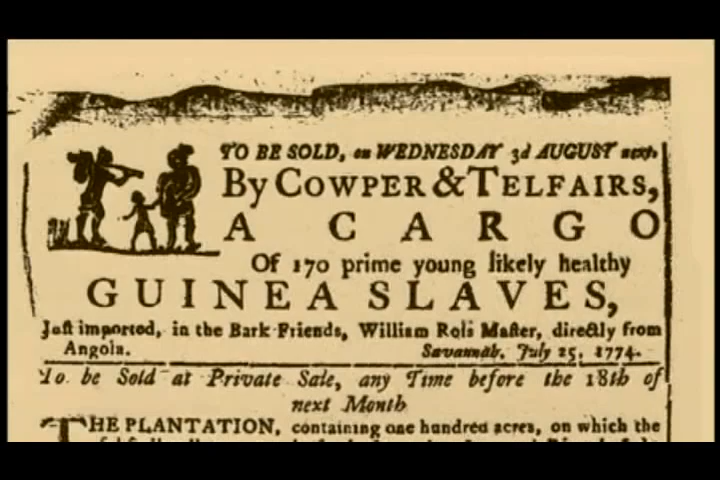 TO BE SOLD, on WEDNESDAY 3d AUGUST next,
By COWPER & TELFAIRS,
A CARGO
Of 170 prime young likely healthy
GUINEA SLAVES,
Just imported, in the Bark Friends, William Ross Master, directly from
Angola. Savannah, July 25, 1774.
To be Sold at Private Sale, any Time before the 18th of
next Month
THE PLANTATION, containing one hundred acres, on which the